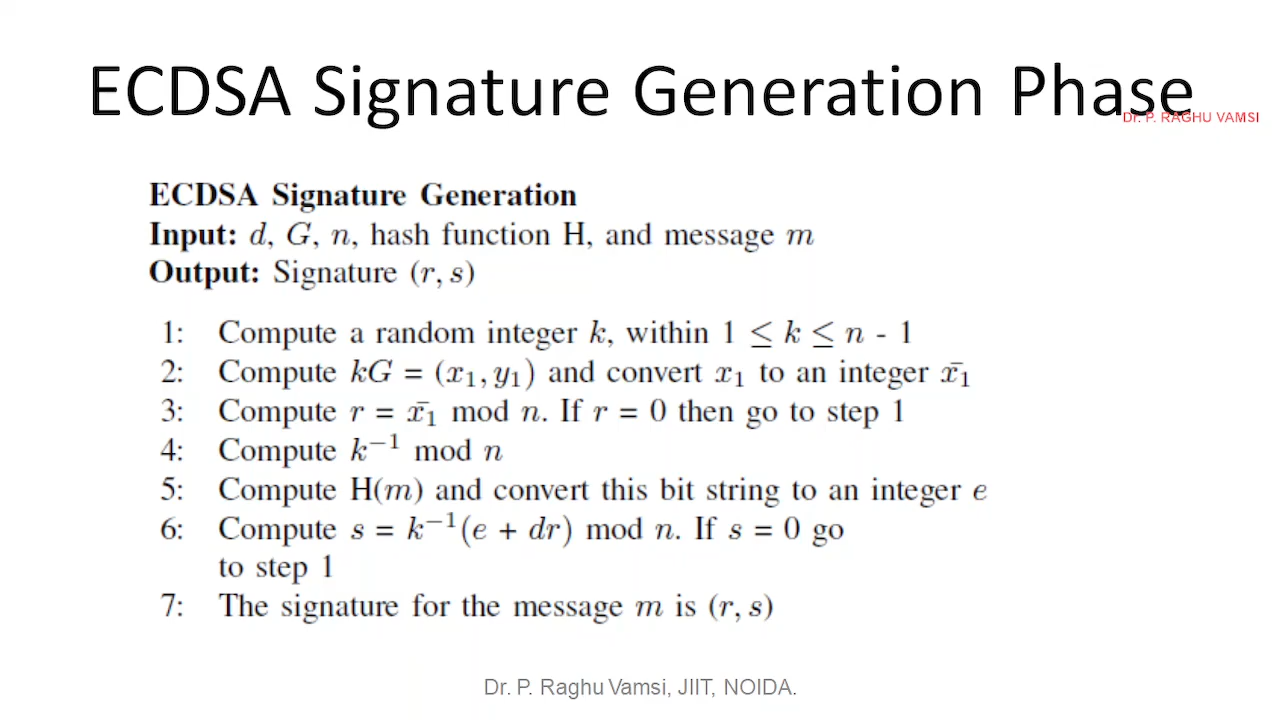 ECDSA Signature Generation Phase
Dr. P. RAGHU VAMSI
ECDSA Signature Generation
Input: d, G, n, hash function H, and message m
Output: Signature (r, s)
1: Compute a random integer k, within 1 ≤ k ≤ n - 1
2: Compute kG = (x₁, y₁) and convert x₁ to an integer x̄₁
3: Compute r = x̄₁ mod n. If r = 0 then go to step 1
4: Compute k⁻¹ mod n
5: Compute H(m) and convert this bit string to an integer e
6: Compute s = k⁻¹(e + dr) mod n. If s = 0 go
to step 1
7: The signature for the message m is (r, s)
Dr. P. Raghu Vamsi, JIIT, NOIDA.